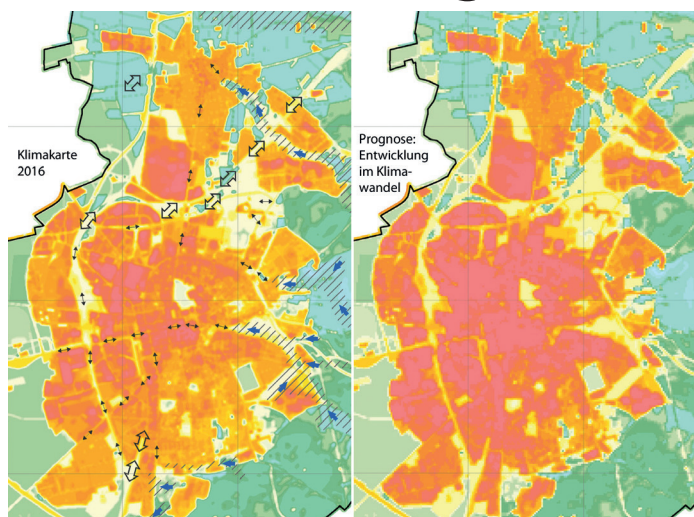 Klimakarte
2016
Prognose:
Entwicklung
im Klima-
wandel